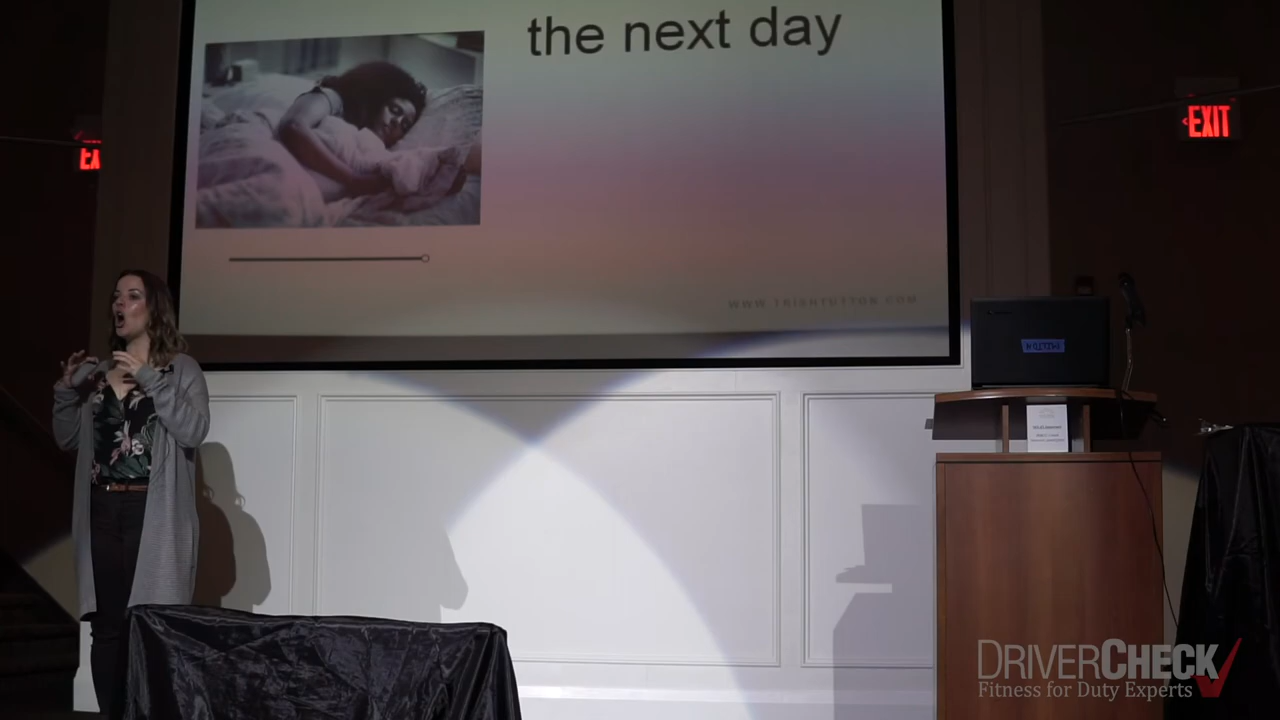 the next day
EXIT
EX
WWW.TRISHTUTTON.COM
DRIVERCHECK
Fitness for Duty Experts